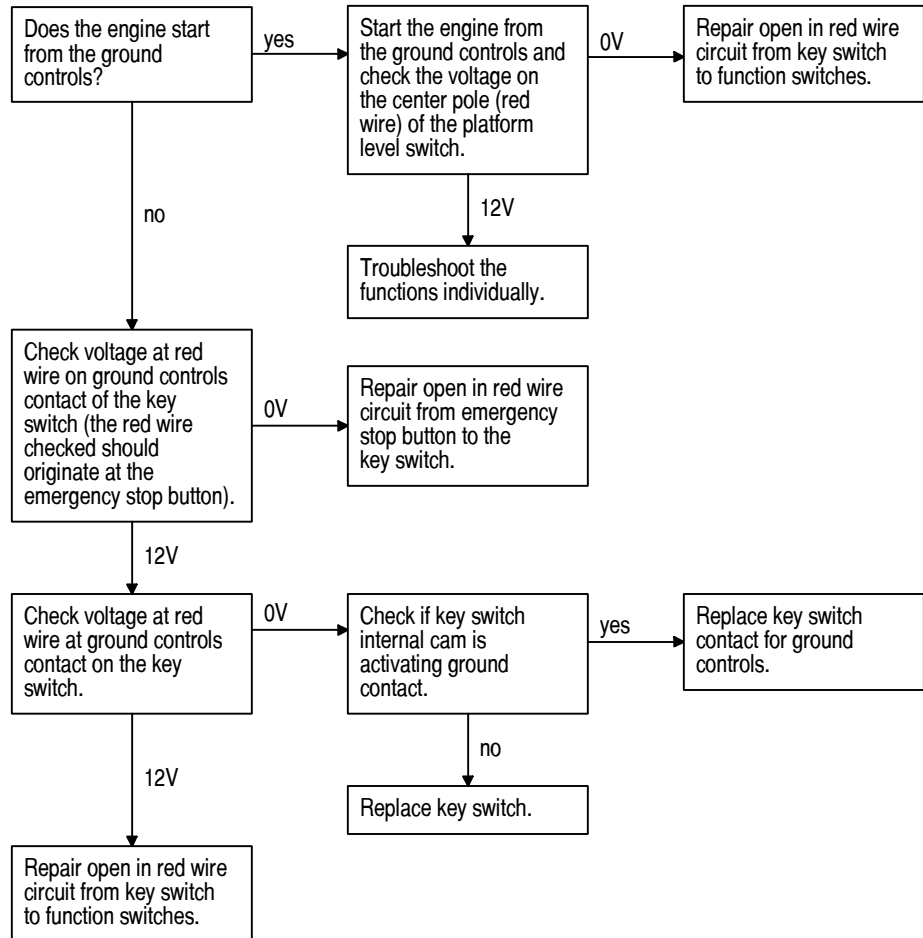 Does the engine start
from the ground
controls?
yes
Start the engine from
the ground controls and
check the voltage on
the center pole (red
wire) of the platform
level switch.
0V
Repair open in red wire
circuit from key switch
to function switches.
12V
Troubleshoot the
functions individually.
no
Check voltage at red
wire on ground controls
contact of the key
switch (the red wire
checked should
originate at the
emergency stop button).
0V
Repair open in red wire
circuit from emergency
stop button to the
key switch.
12V
Check voltage at red
wire at ground controls
contact on the key
switch.
0V
Check if key switch
internal cam is
activating ground
contact.
yes
Replace key switch
contact for ground
controls.
no
Replace key switch.
12V
Repair open in red wire
circuit from key switch
to function switches.